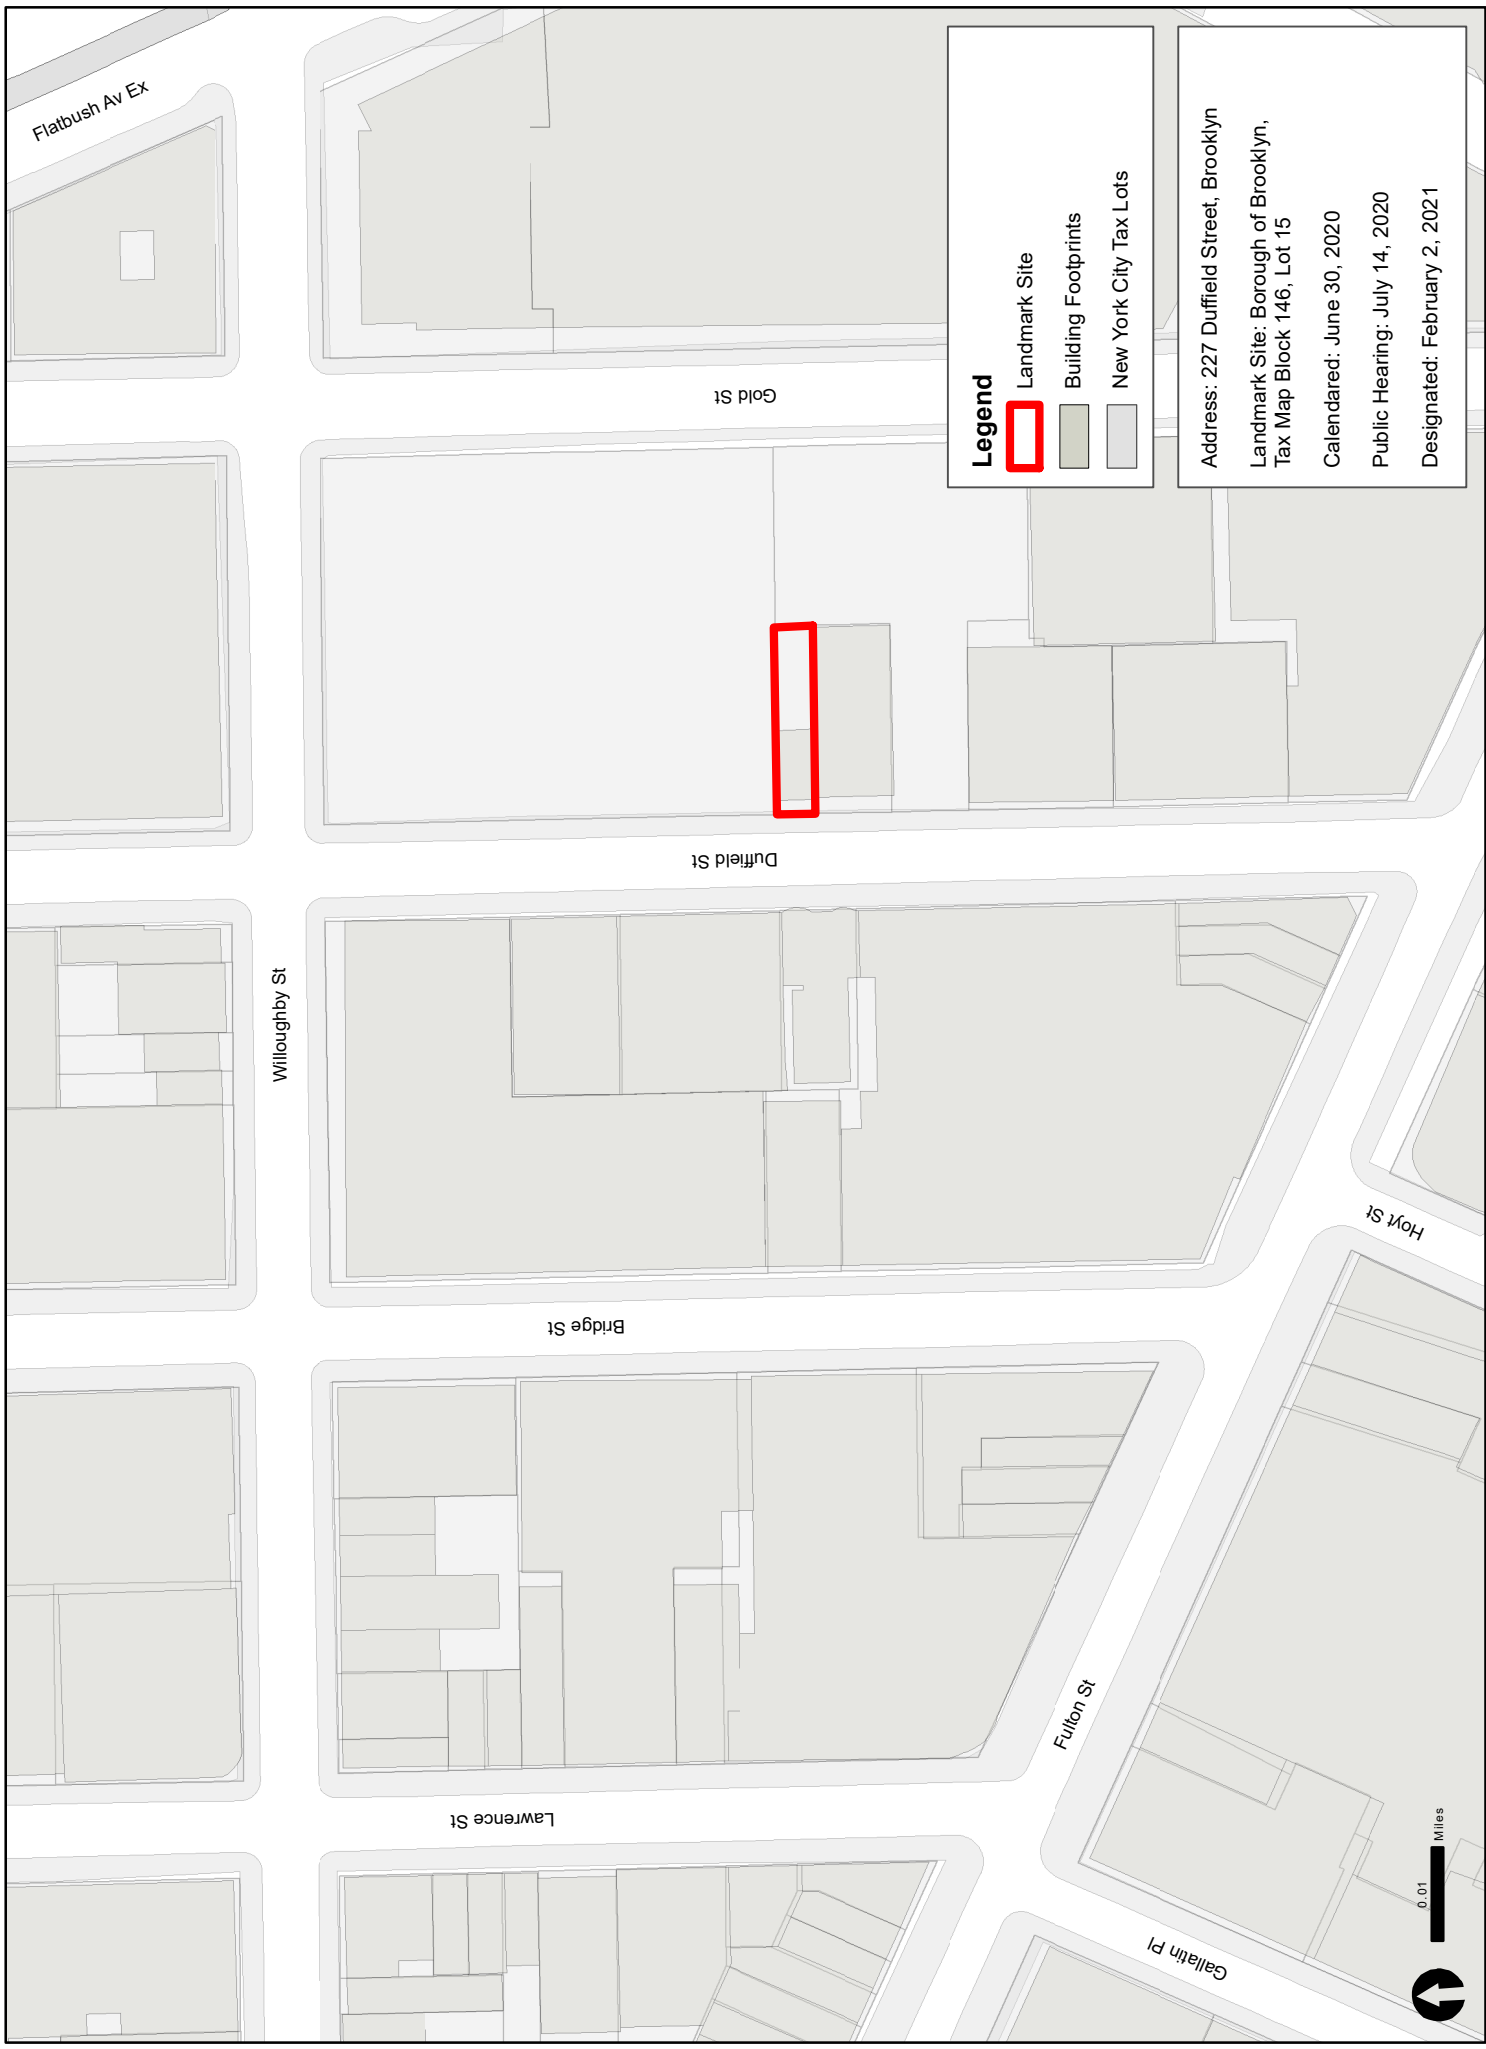 Flatbush Av Ex
Gold St
Duffield St
Willoughby St
Bridge St
Lawrence St
Fulton St
Hoyt St
Gallatin Pl
Legend
Landmark Site
Building Footprints
New York City Tax Lots
Address: 227 Duffield Street, Brooklyn
Landmark Site: Borough of Brooklyn,
Tax Map Block 146, Lot 15
Calendared: June 30, 2020
Public Hearing: July 14, 2020
Designated: February 2, 2021
0.01
Miles